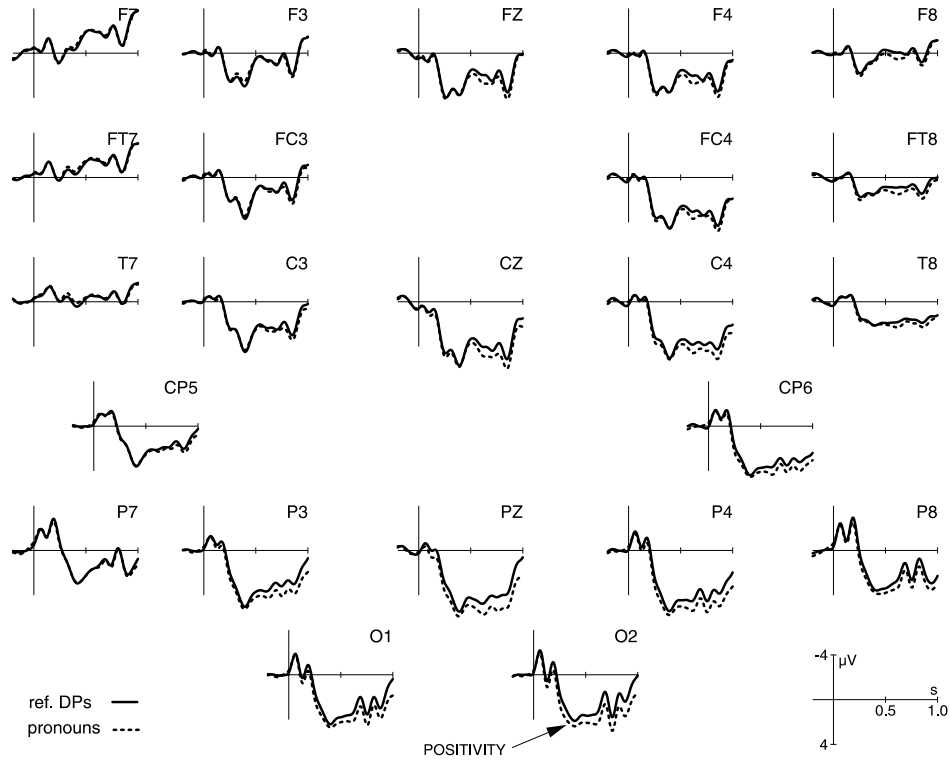 F7 F3 FZ F4 F8
FT7 FC3 FC4 FT8
T7 C3 CZ C4 T8
CP5 CP6
P7 P3 PZ P4 P8
O1 O2
-4 µV
s
ref. DPs
0.5 1.0
pronouns
4
POSITIVITY